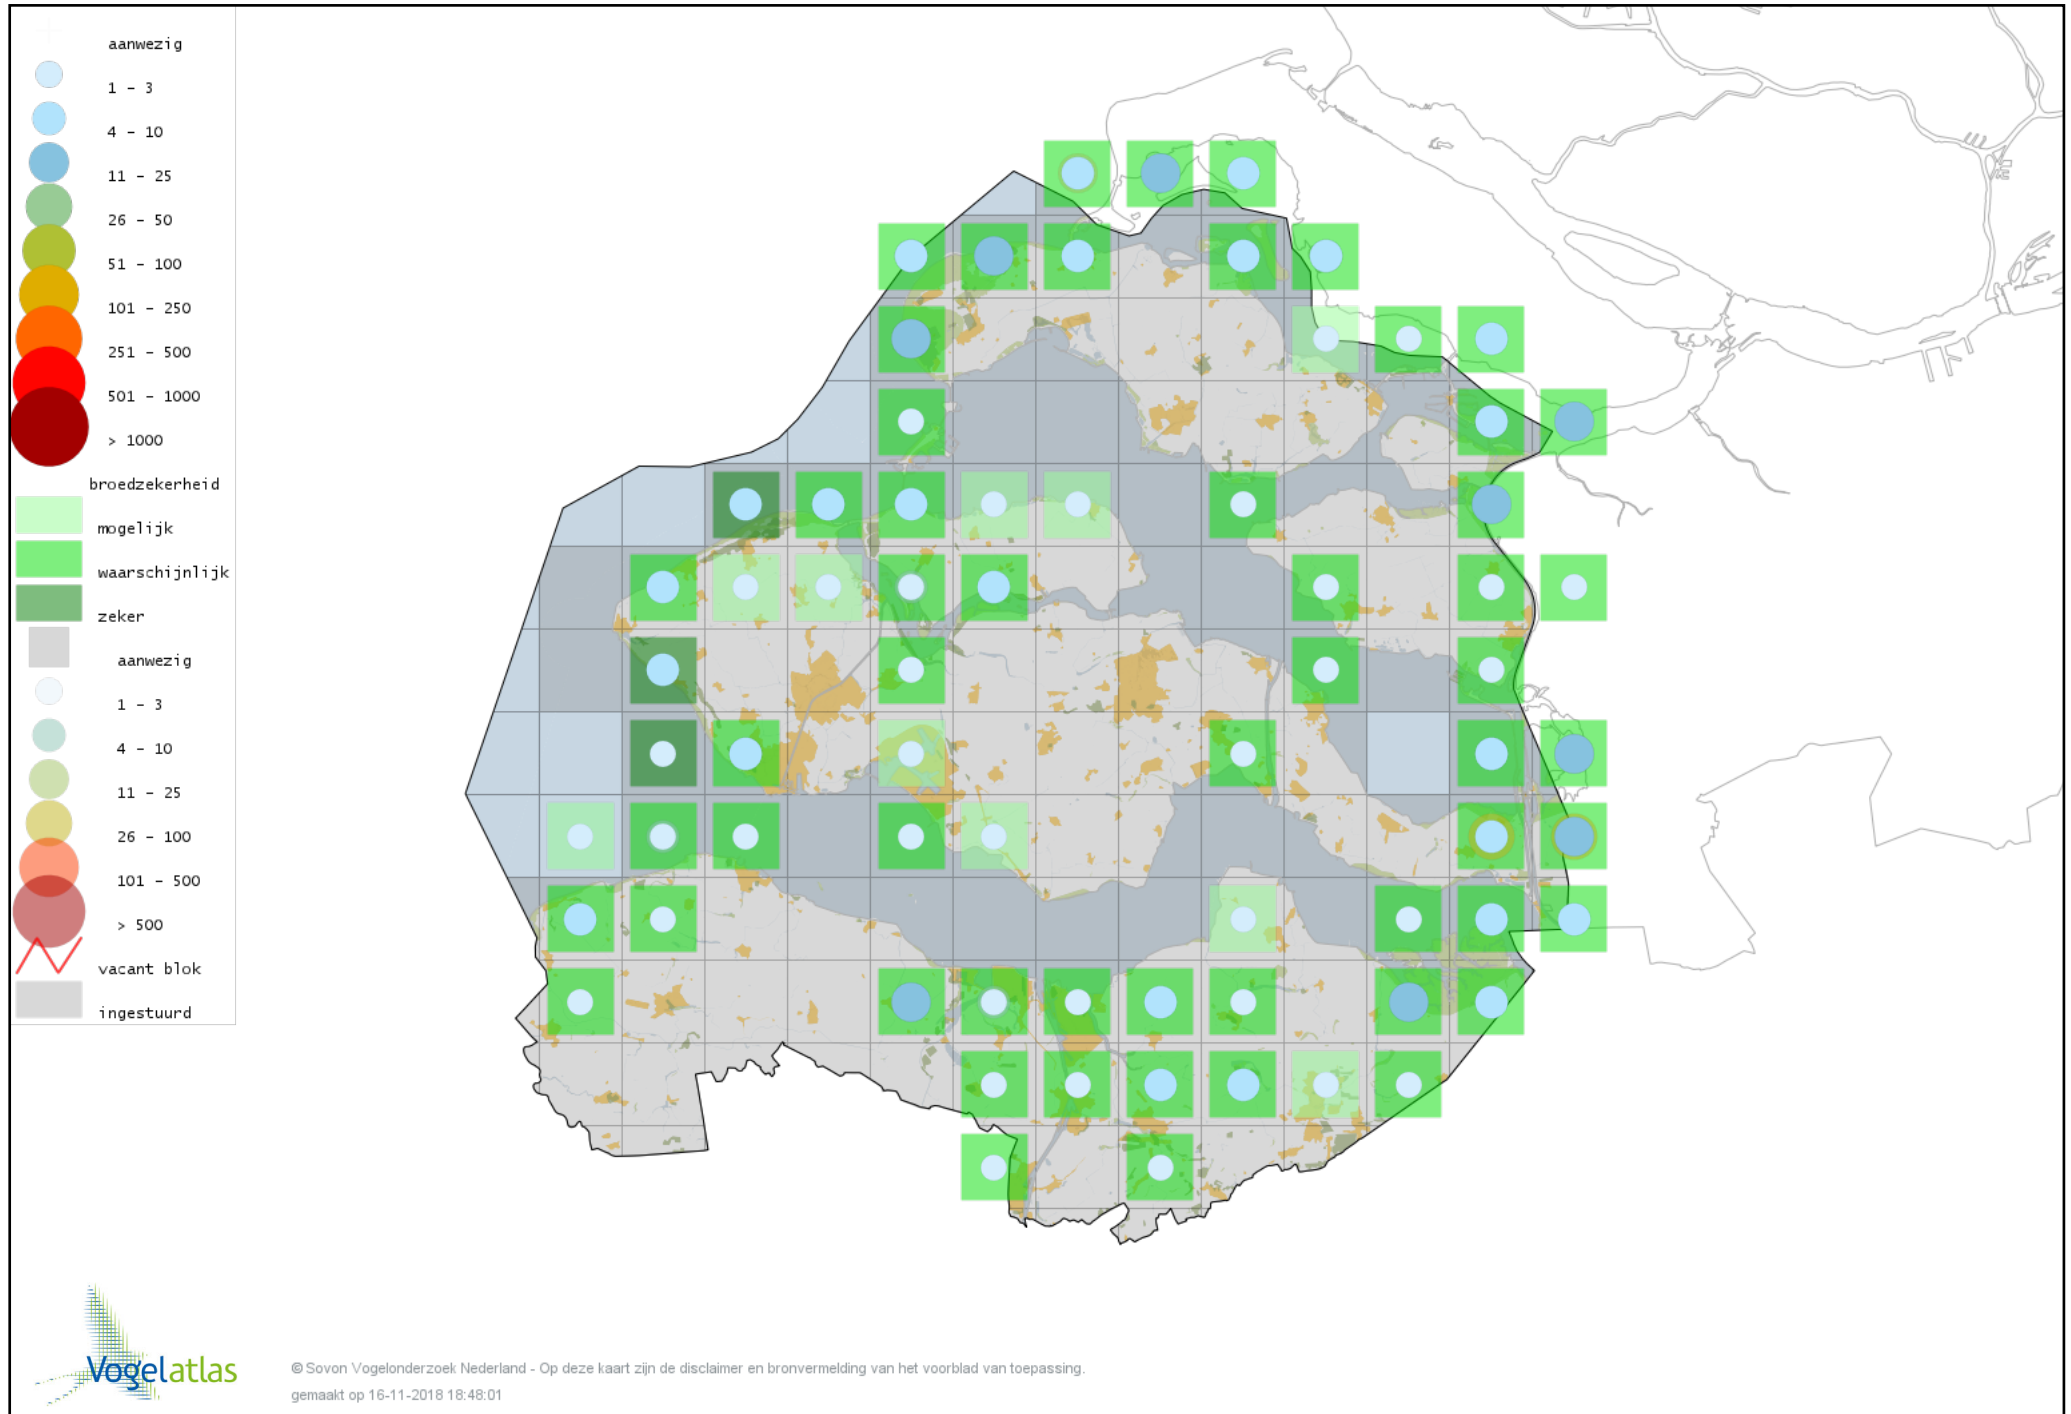 aanwezig
1 - 3
4 - 10
11 - 25
26 - 50
51 - 100
101 - 250
251 - 500
501 - 1000
> 1000
broedzekerheid
mogelijk
waarschijnlijk
zeker
aanwezig
1 - 3
4 - 10
11 - 25
26 - 100
101 - 500
> 500
vacant blok
ingestuurd
Vogelatlas
© Sovon Vogelonderzoek Nederland - Op deze kaart zijn de disclaimer en bronvermelding van het voorblad van toepassing.
gemaakt op 16-11-2018 18:48:01